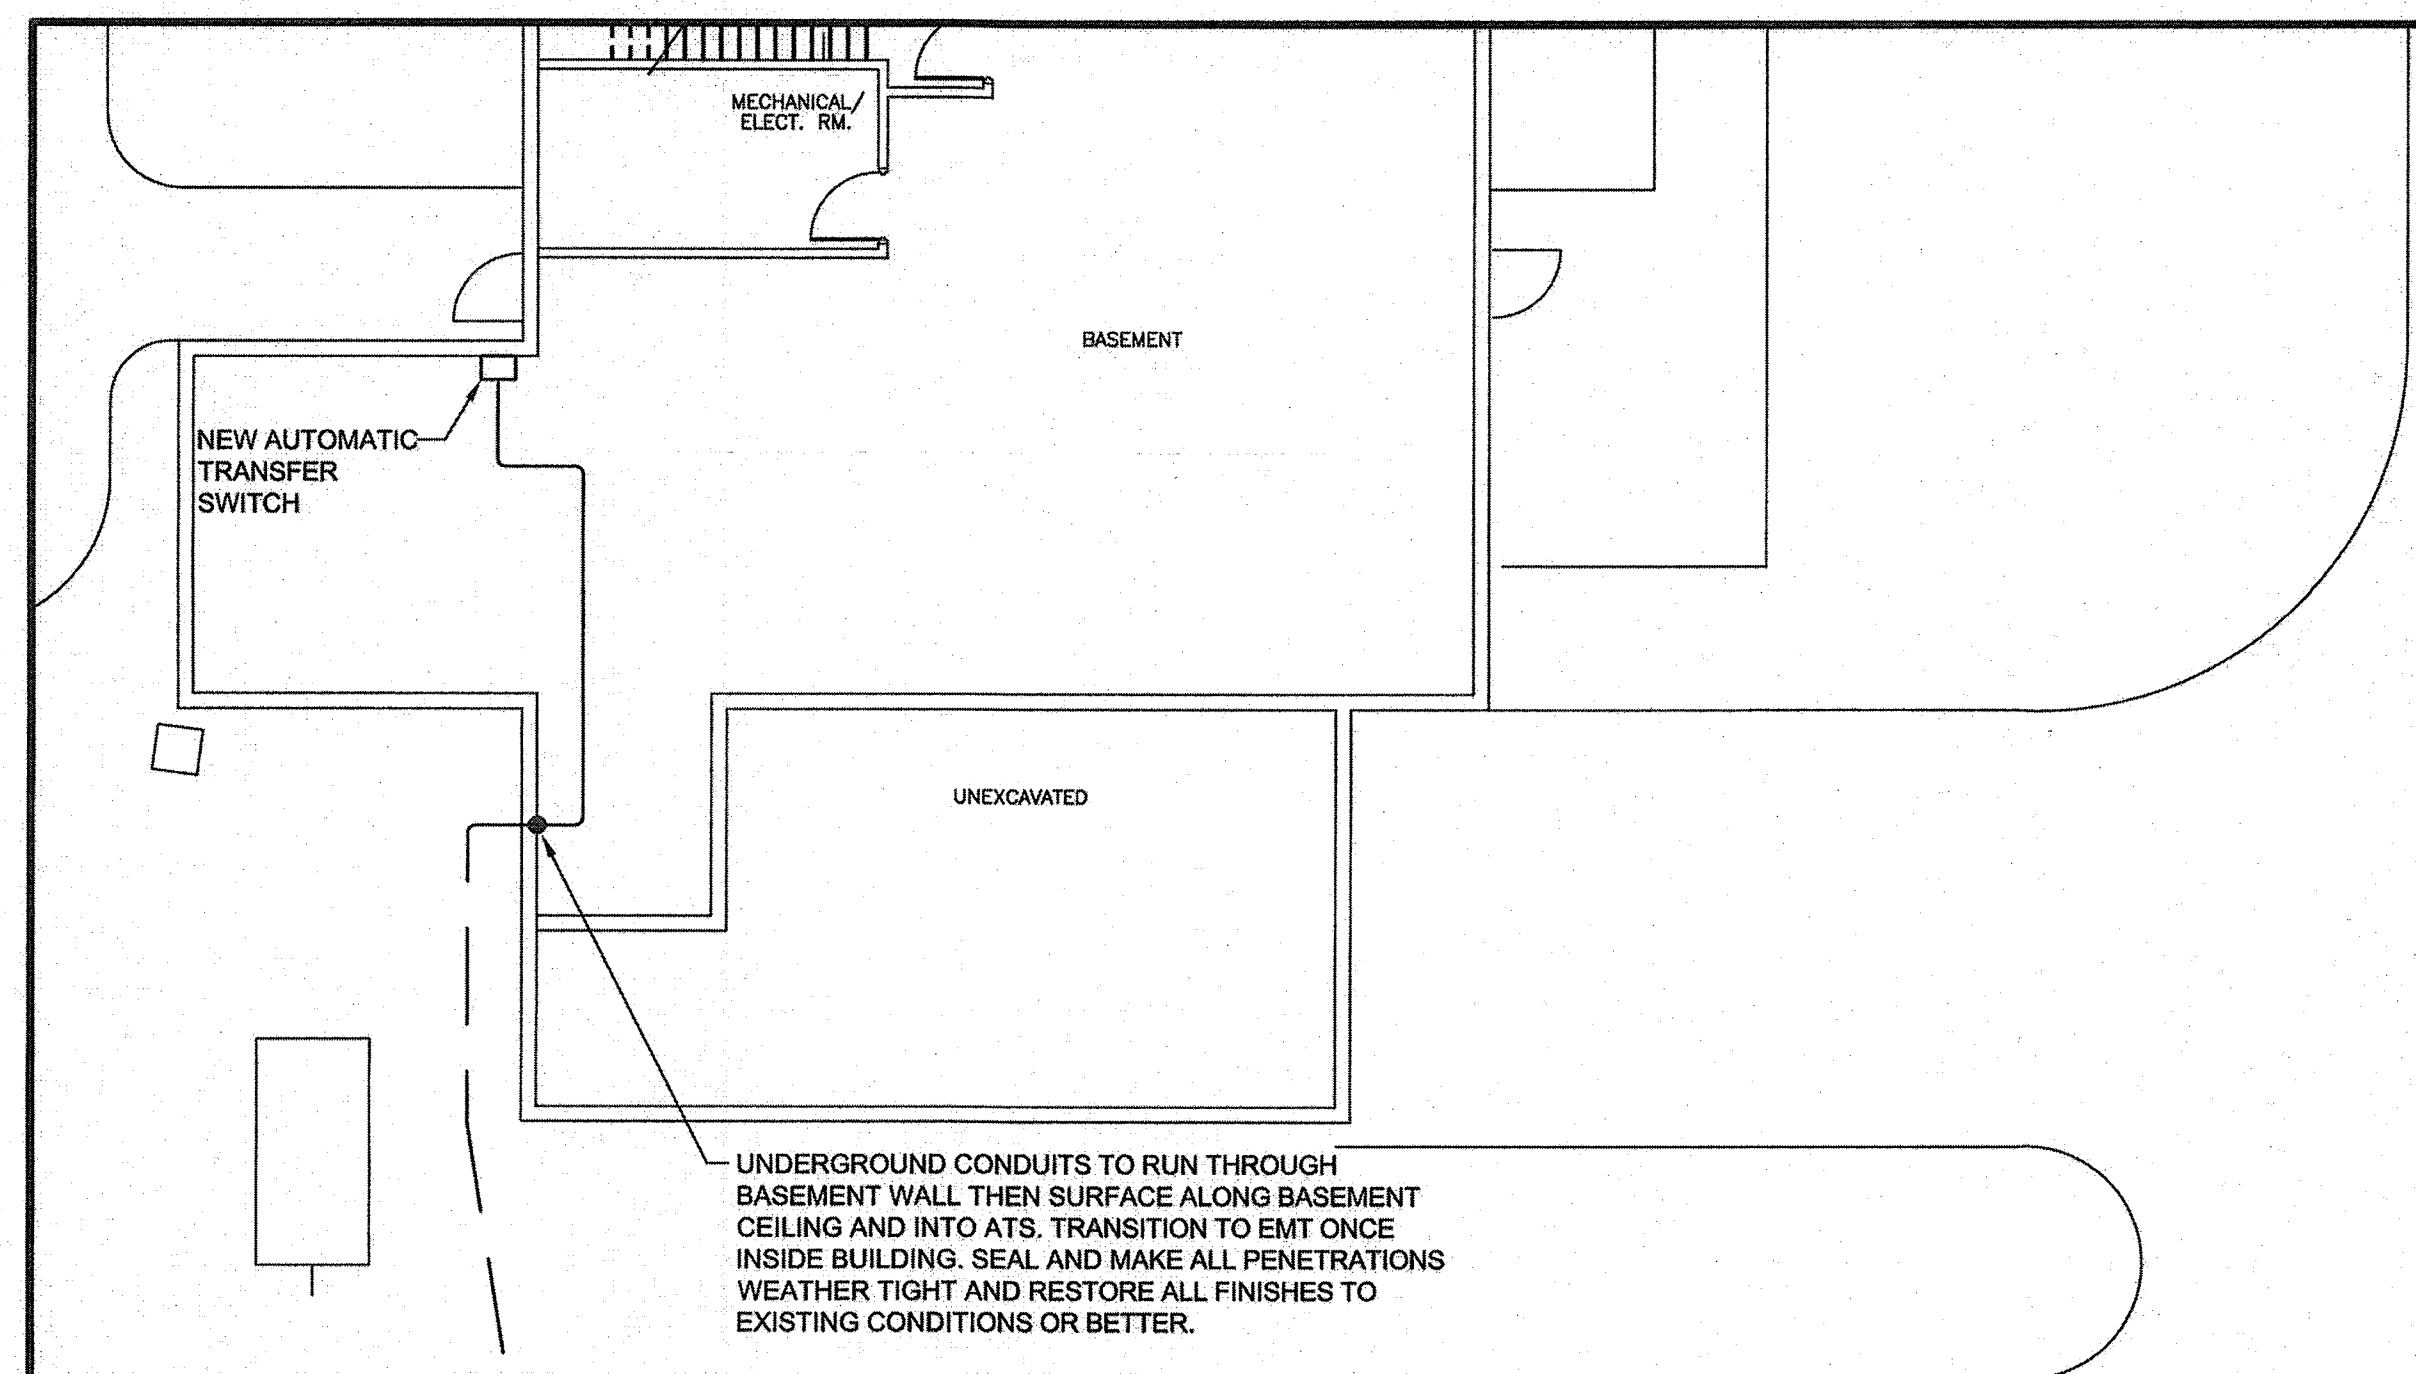 MECHANICAL/
ELECT. RM.
BASEMENT
NEW AUTOMATIC
TRANSFER
SWITCH
UNEXCAVATED
UNDERGROUND CONDUITS TO RUN THROUGH
BASEMENT WALL THEN SURFACE ALONG BASEMENT
CEILING AND INTO ATS. TRANSITION TO EMT ONCE
INSIDE BUILDING. SEAL AND MAKE ALL PENETRATIONS
WEATHER TIGHT AND RESTORE ALL FINISHES TO
EXISTING CONDITIONS OR BETTER.